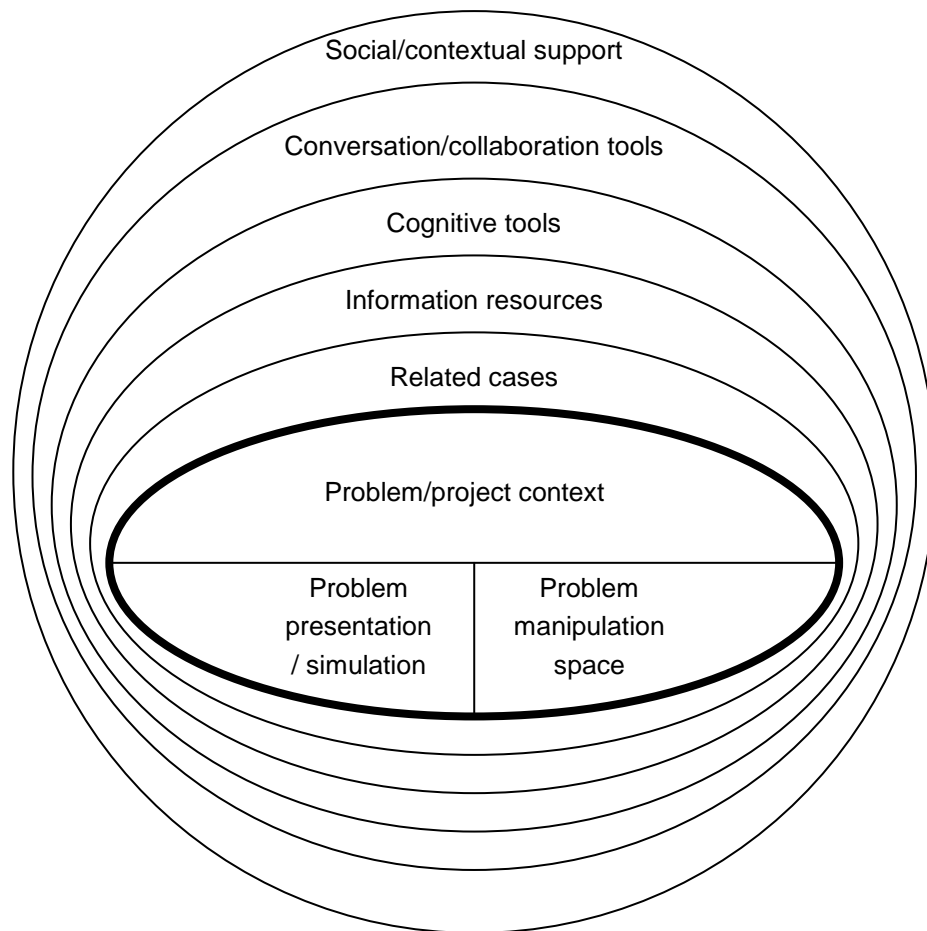 Social/contextual support
Conversation/collaboration tools
Cognitive tools
Information resources
Related cases
Problem/project context
Problem
presentation
/ simulation
Problem
manipulation
space